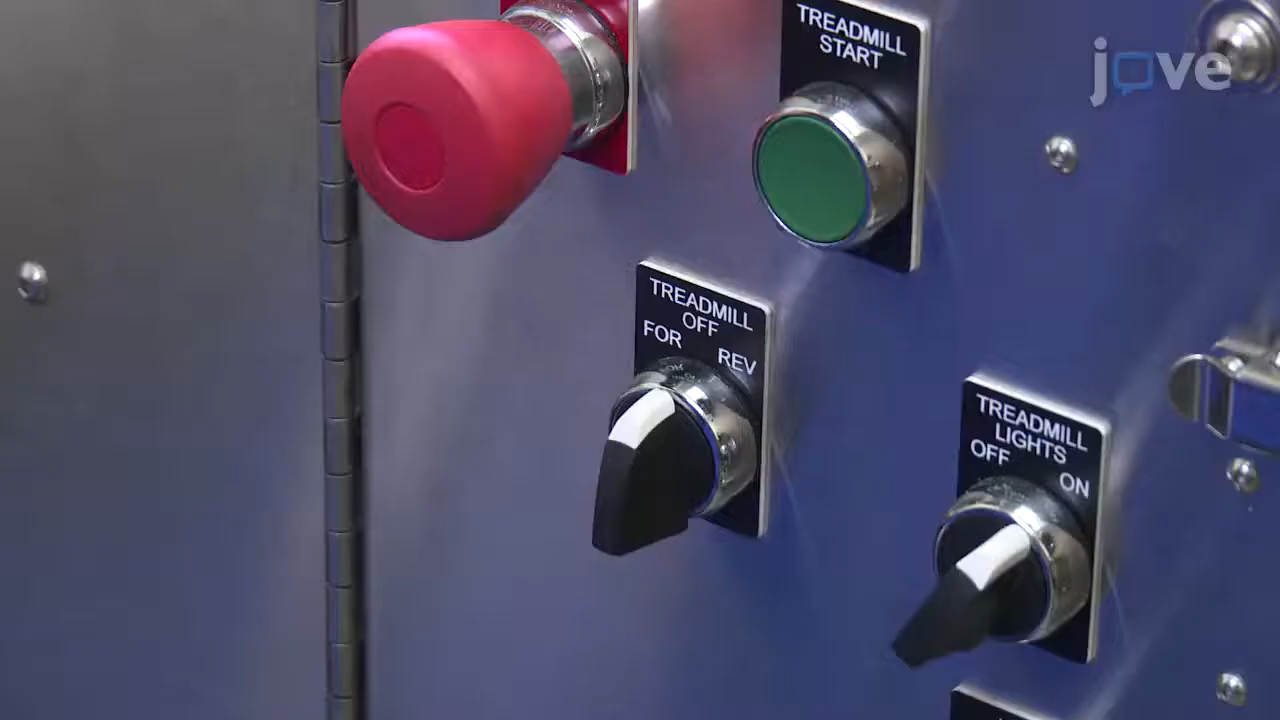 TREADMILL
START
jove
TREADMILL
OFF
FOR REV
TREADMILL
LIGHTS
OFF ON